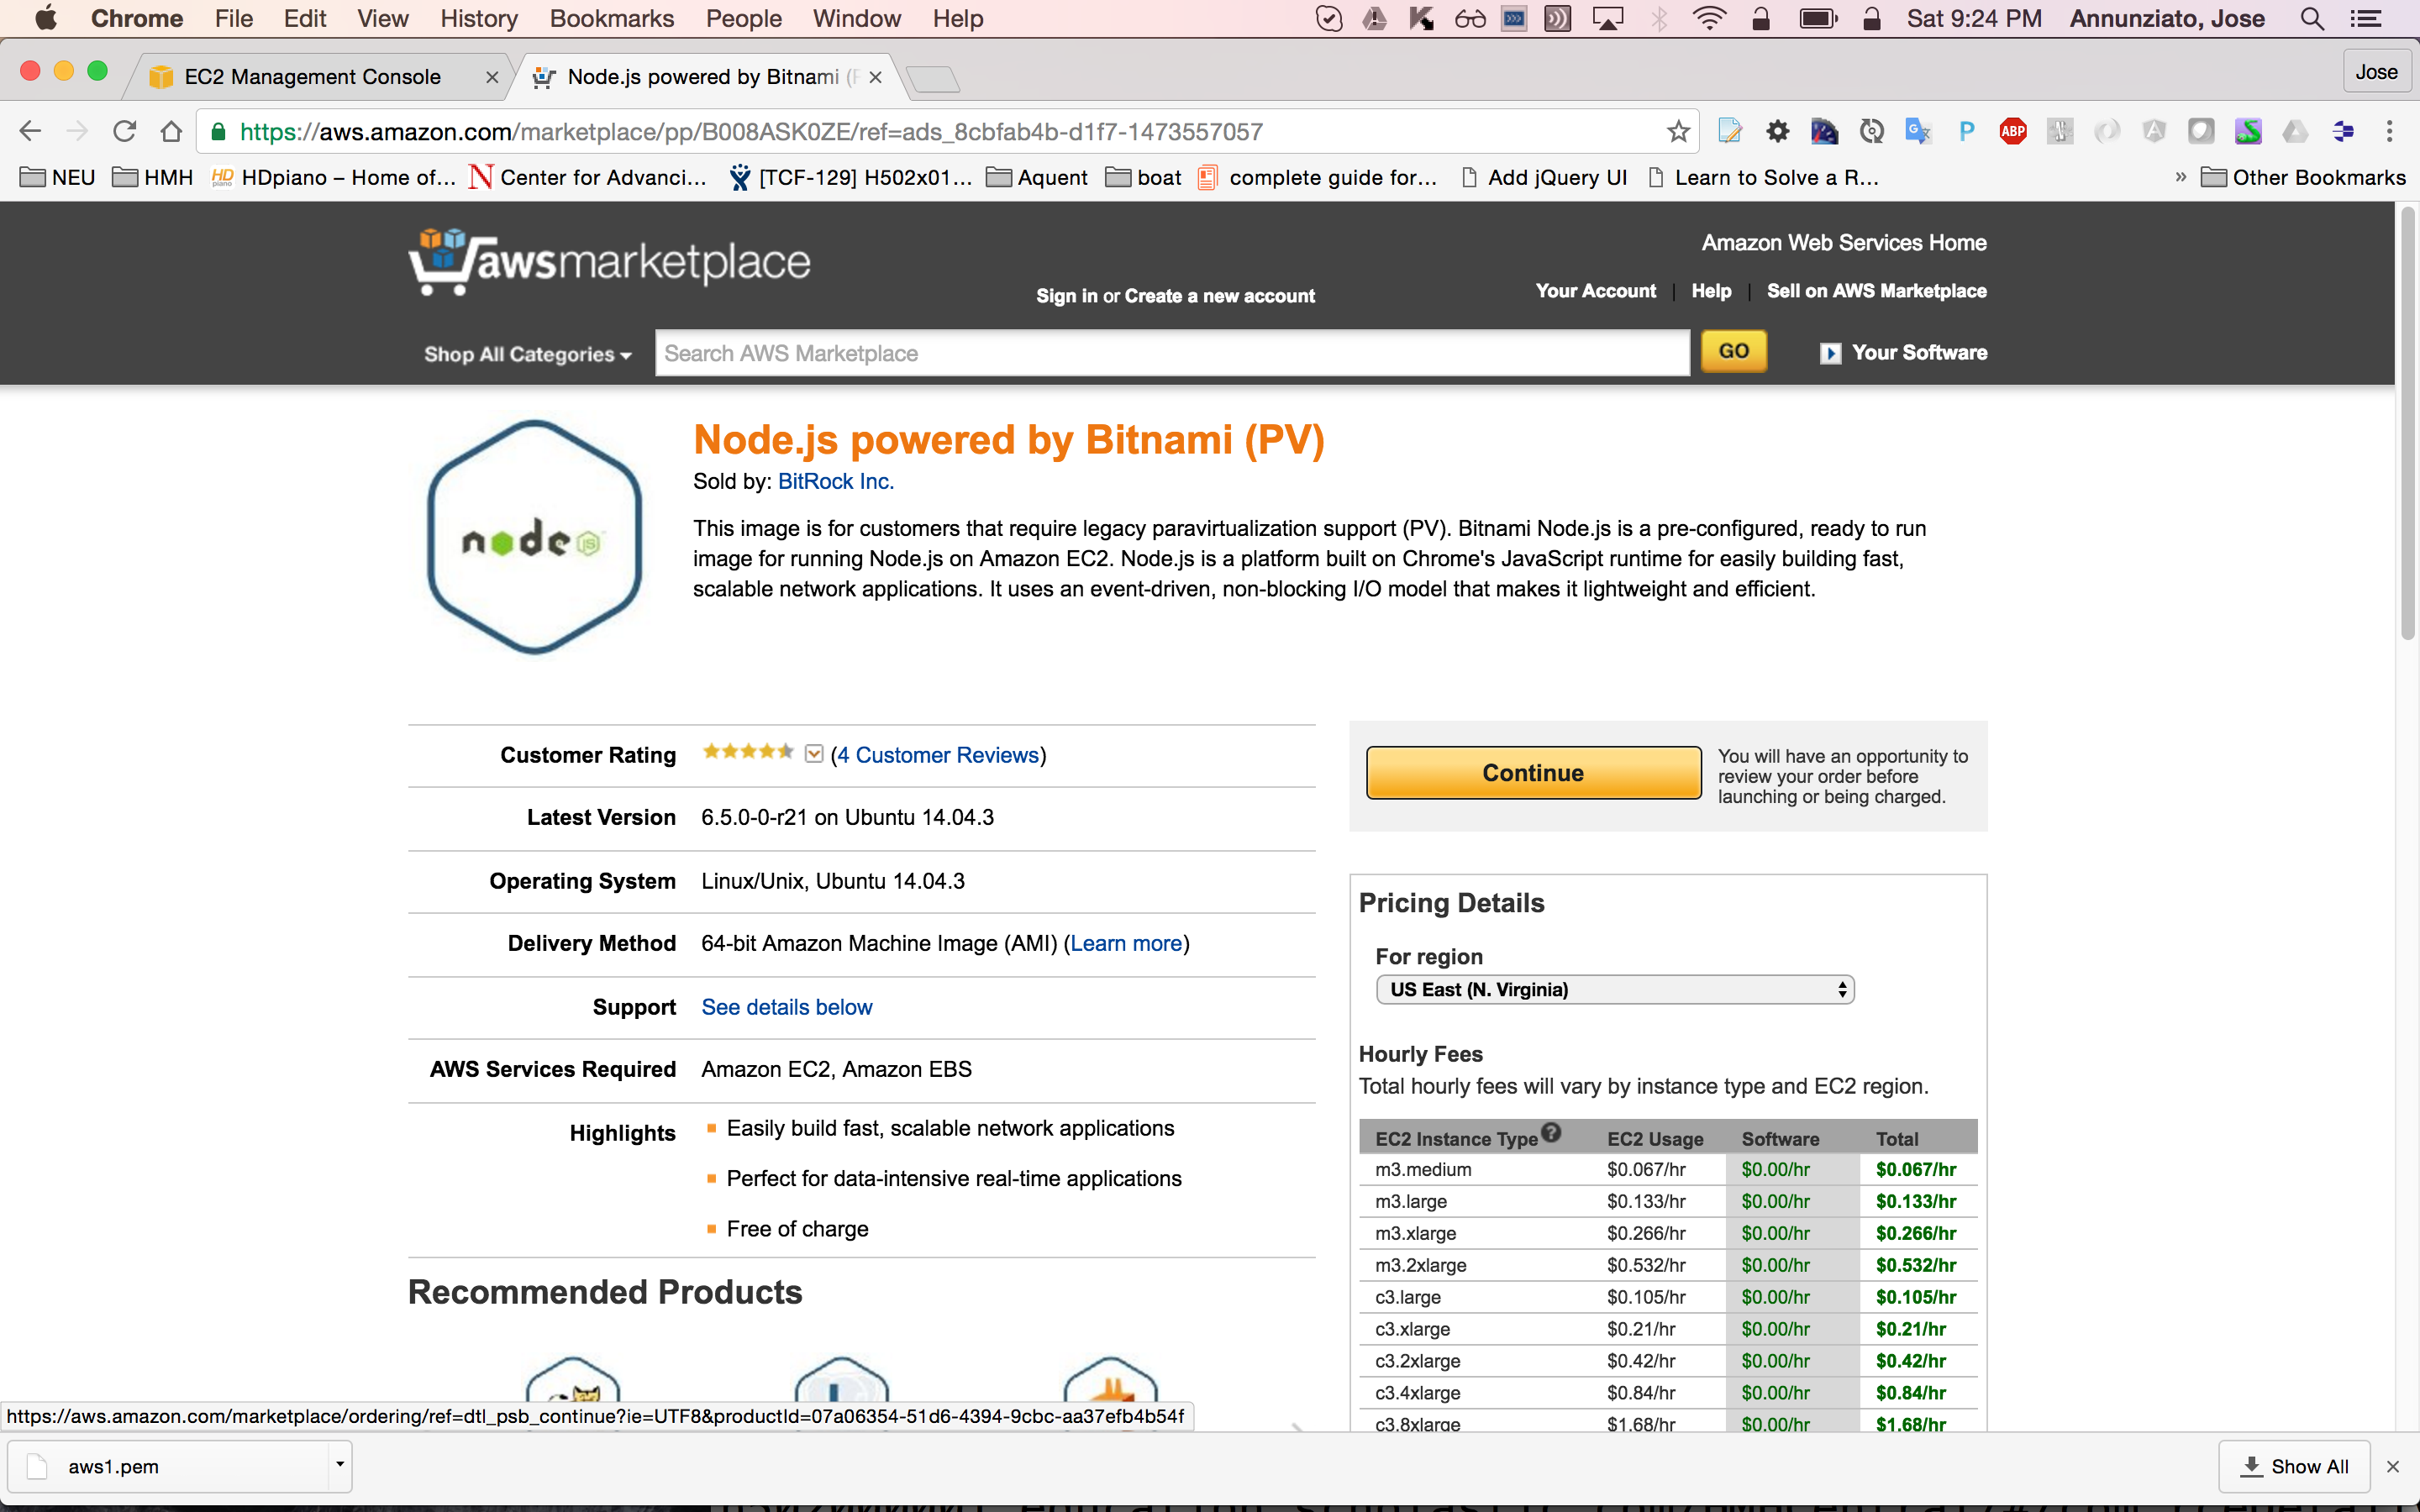 Chrome File Edit View History Bookmarks People Window Help Sat 9:24 PM Annunziato, Jose
EC2 Management Console
Node.js powered by Bitnami (P
Jose
https://aws.amazon.com/marketplace/pp/B008ASK0ZE/ref=ads_8cbfab4b-d1f7-1473557057
ABP
NEU HMH HD piano HDpiano – Home of... N Center for Advanci... [TCF-129] H502x01... Aquent boat complete guide for... Add jQuery UI Learn to Solve a R... » Other Bookmarks
awsmarketplace
Amazon Web Services Home
Sign in or Create a new account
Your Account | Help | Sell on AWS Marketplace
Shop All Categories
Search AWS Marketplace
GO
Your Software
node JS
Node.js powered by Bitnami (PV)
Sold by: BitRock Inc.
This image is for customers that require legacy paravirtualization support (PV). Bitnami Node.js is a pre-configured, ready to run
image for running Node.js on Amazon EC2. Node.js is a platform built on Chrome's JavaScript runtime for easily building fast,
scalable network applications. It uses an event-driven, non-blocking I/O model that makes it lightweight and efficient.
Customer Rating (4 Customer Reviews)
Latest Version 6.5.0-0-r21 on Ubuntu 14.04.3
Operating System Linux/Unix, Ubuntu 14.04.3
Delivery Method 64-bit Amazon Machine Image (AMI) (Learn more)
Support See details below
AWS Services Required Amazon EC2, Amazon EBS
Highlights
Easily build fast, scalable network applications
Perfect for data-intensive real-time applications
Free of charge
Recommended Products
Continue
You will have an opportunity to
review your order before
launching or being charged.
Pricing Details
For region
US East (N. Virginia)
Hourly Fees
Total hourly fees will vary by instance type and EC2 region.
EC2 Instance Type ? EC2 Usage Software Total
m3.medium $0.067/hr $0.00/hr $0.067/hr
m3.large $0.133/hr $0.00/hr $0.133/hr
m3.xlarge $0.266/hr $0.00/hr $0.266/hr
m3.2xlarge $0.532/hr $0.00/hr $0.532/hr
c3.large $0.105/hr $0.00/hr $0.105/hr
c3.xlarge $0.21/hr $0.00/hr $0.21/hr
c3.2xlarge $0.42/hr $0.00/hr $0.42/hr
c3.4xlarge $0.84/hr $0.00/hr $0.84/hr
c3.8xlarge $1.68/hr $0.00/hr $1.68/hr
https://aws.amazon.com/marketplace/ordering/ref=dtl_psb_continue?ie=UTF8&productId=07a06354-51d6-4394-9cbc-aa37efb4b54f
aws1.pem
Show All